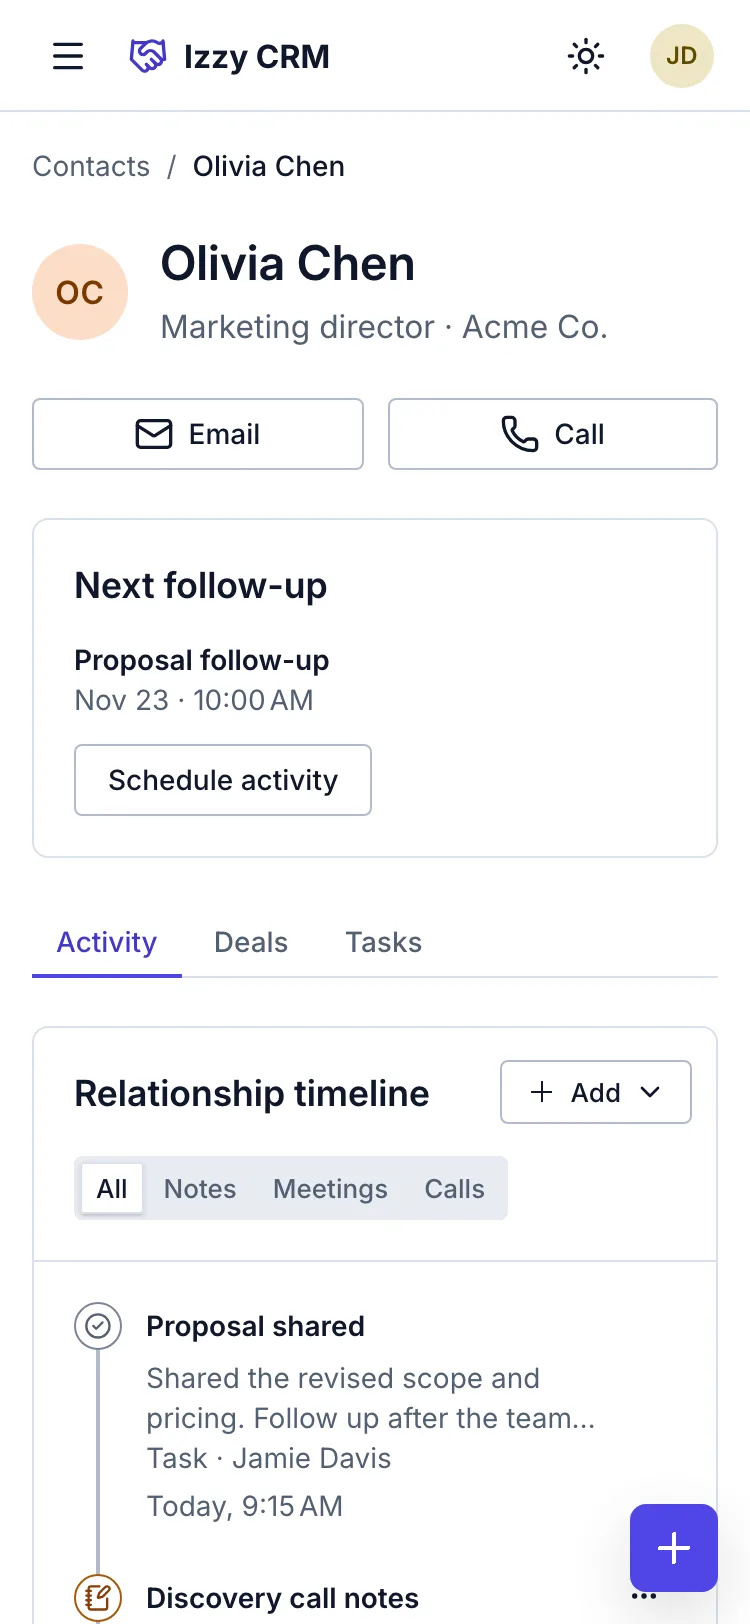 Izzy CRM
JD
Contacts / Olivia Chen
OC
Olivia Chen
Marketing director · Acme Co.
Email
Call
Next follow-up
Proposal follow-up
Nov 23 · 10:00 AM
Schedule activity
Activity
Deals
Tasks
Relationship timeline
Add
All
Notes
Meetings
Calls
Proposal shared
Shared the revised scope and
pricing. Follow up after the team...
Task · Jamie Davis
Today, 9:15 AM
Discovery call notes